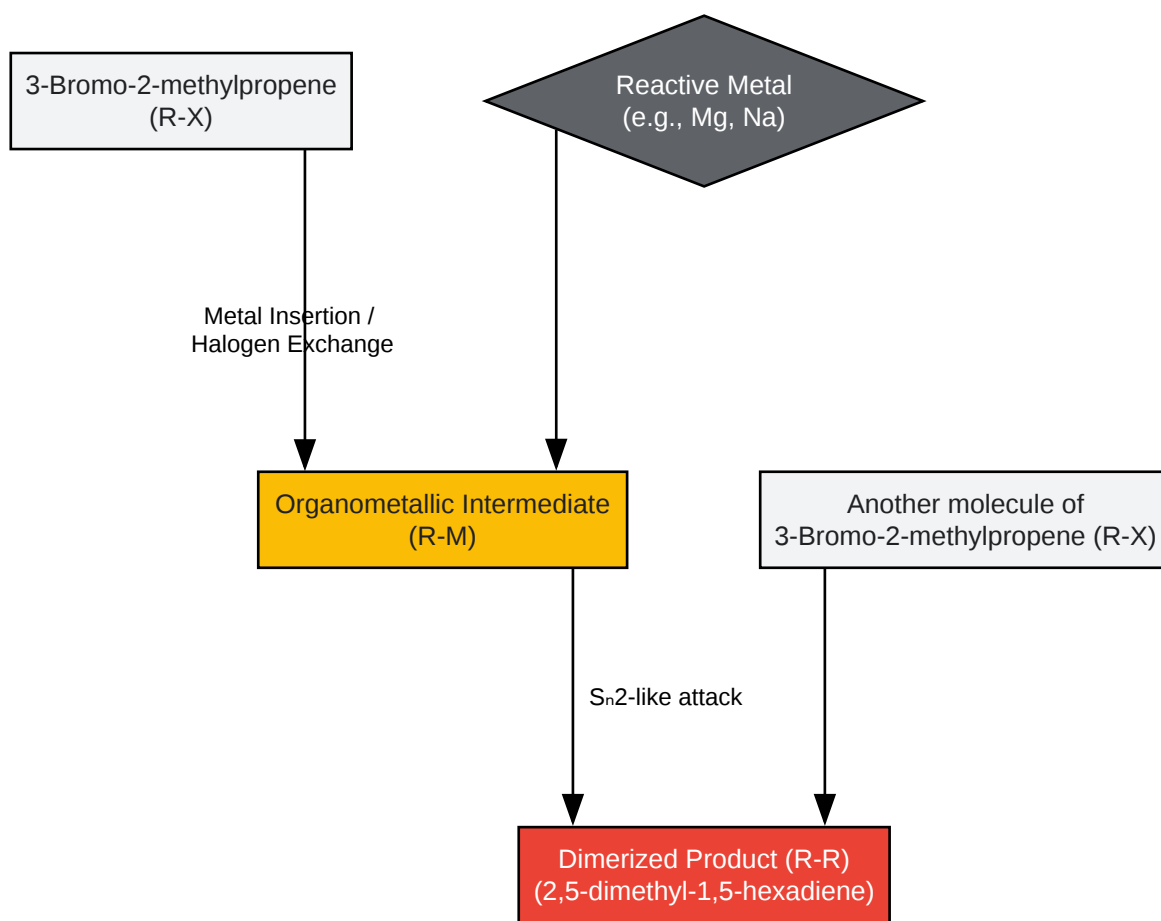 3-Bromo-2-methylpropene
(R-X)
Reactive Metal
(e.g., Mg, Na)
Metal Insertion /
Halogen Exchange
Organometallic Intermediate
(R-M)
Another molecule of
3-Bromo-2-methylpropene (R-X)
Sₙ2-like attack
Dimerized Product (R-R)
(2,5-dimethyl-1,5-hexadiene)